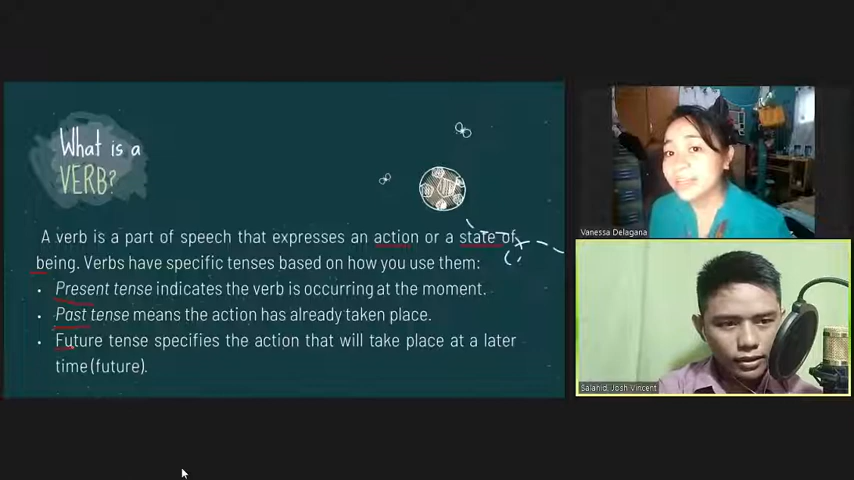 What is a
VERB?
A verb is a part of speech that expresses an action or a state of
being. Verbs have specific tenses based on how you use them:
• Present tense indicates the verb is occurring at the moment.
• Past tense means the action has already taken place.
• Future tense specifies the action that will take place at a later
time (future).
Vanessa Delagana
Salahid, Josh Vincent